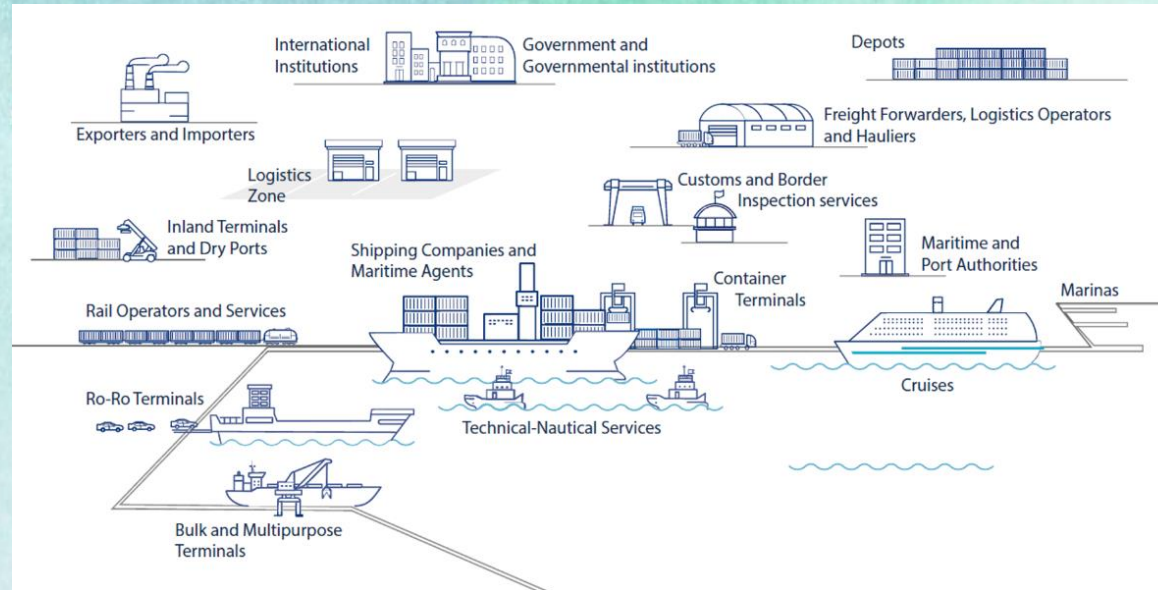 International
Institutions
Government and
Governmental institutions
Depots
Exporters and Importers
Freight Forwarders, Logistics Operators
and Hauliers
Logistics
Zone
Customs and Border
Inspection services
Inland Terminals
and Dry Ports
Shipping Companies and
Maritime Agents
Maritime and
Port Authorities
Container
Terminals
Marinas
Rail Operators and Services
Cruises
Ro-Ro Terminals
Technical-Nautical Services
Bulk and Multipurpose
Terminals